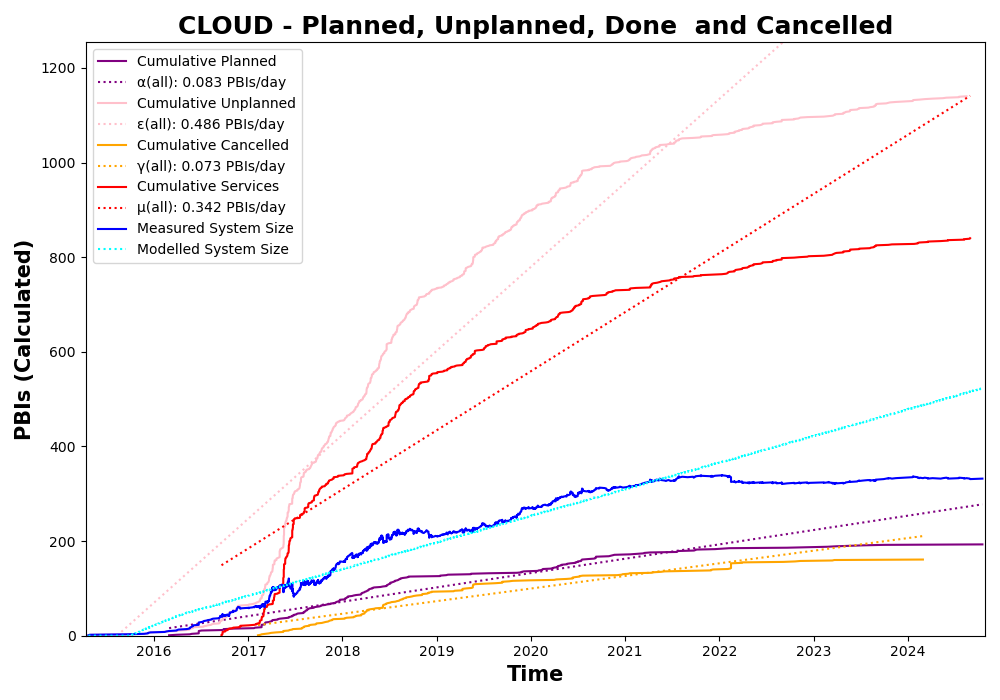 CLOUD - Planned, Unplanned, Done  and Cancelled
PBIs (Calculated)
1200
1000
800
600
400
200
0
Cumulative Planned
α(all): 0.083 PBIs/day
Cumulative Unplanned
ε(all): 0.486 PBIs/day
Cumulative Cancelled
γ(all): 0.073 PBIs/day
Cumulative Services
μ(all): 0.342 PBIs/day
Measured System Size
Modelled System Size
2016 2017 2018 2019 2020 2021 2022 2023 2024
Time